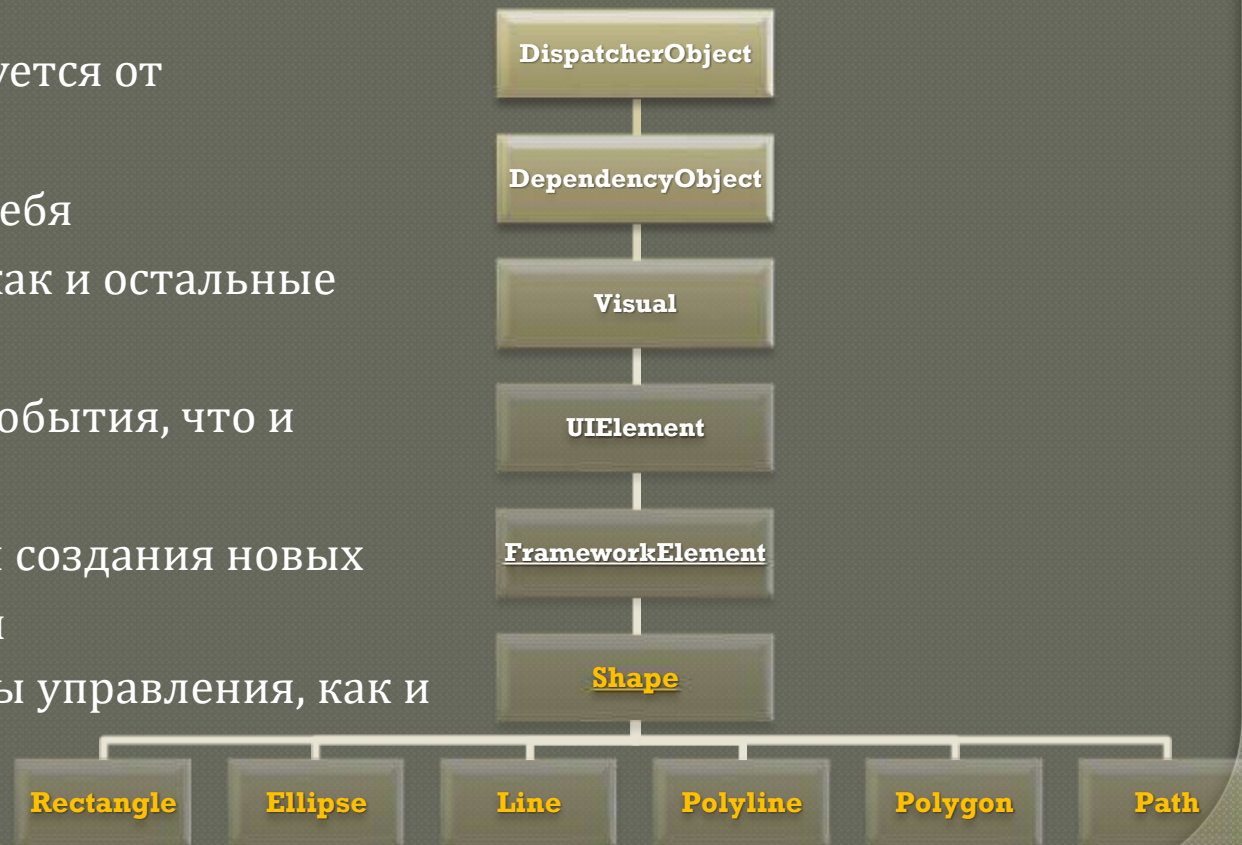 уется от
ебя
как и остальные
обытия, что и
создания новых
ы управления, как и
DispatcherObject
DependencyObject
Visual
UIElement
FrameworkElement
Shape
Rectangle Ellipse Line Polyline Polygon Path